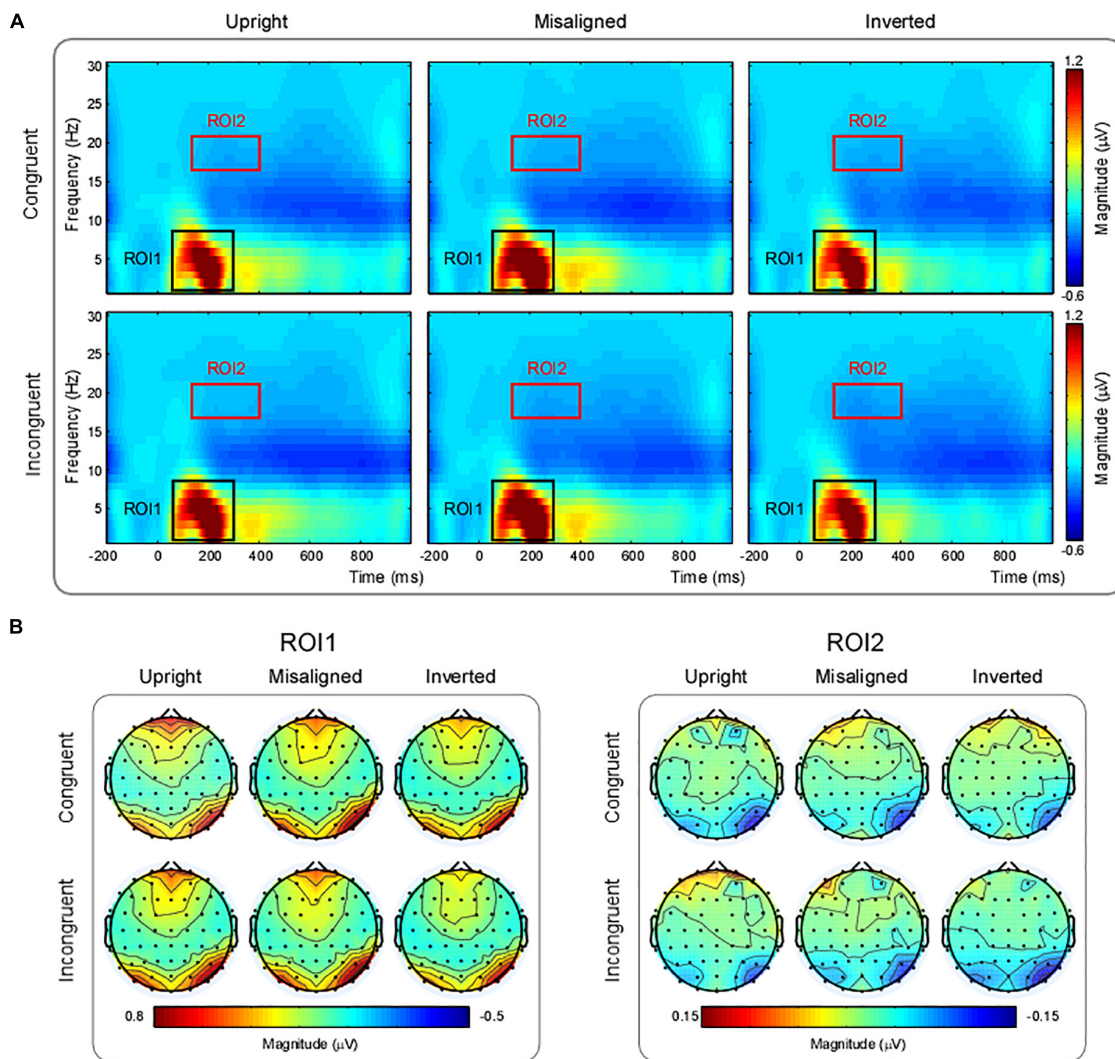 A
Upright Misaligned Inverted
Congruent
Frequency (Hz)
30
25
20
15
10
5
ROI2
ROI1
ROI2
ROI1
ROI2
ROI1
1.2
Magnitude (µV)
-0.6
Incongruent
Frequency (Hz)
30
25
20
15
10
5
ROI2
ROI1
ROI2
ROI1
ROI2
ROI1
1.2
Magnitude (µV)
-0.6
-200 0 200 400 600 800
-200 0 200 400 600 800
-200 0 200 400 600 800
Time (ms) Time (ms) Time (ms)
B
ROI1
Upright Misaligned Inverted
Congruent
Incongruent
0.8 -0.5
Magnitude (µV)
ROI2
Upright Misaligned Inverted
Congruent
Incongruent
0.15 -0.15
Magnitude (µV)